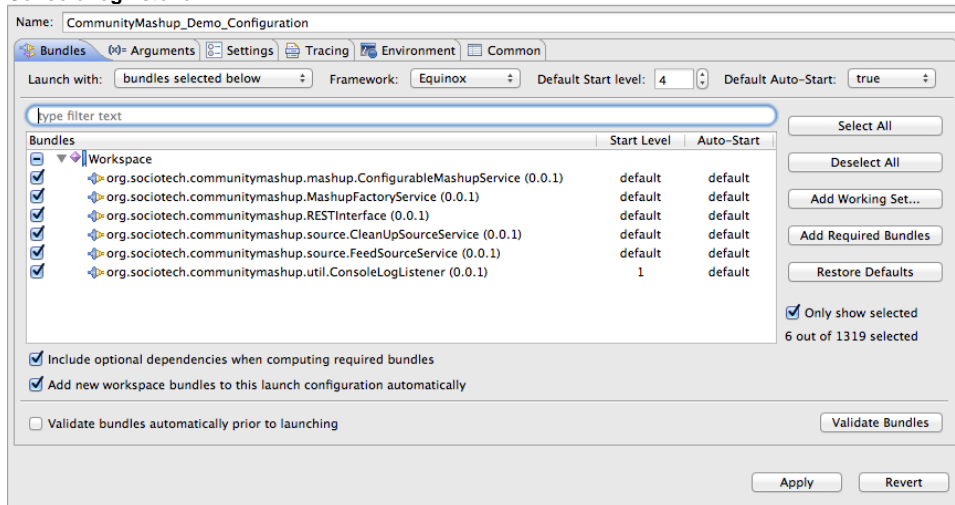 Name: CommunityMashup_Demo_Configuration
Bundles (x)= Arguments Settings Tracing Environment Common
Launch with: bundles selected below Framework: Equinox Default Start level: 4 Default Auto-Start: true
type filter text
Select All
Bundles Start Level Auto-Start
Workspace
Deselect All
org.sociotech.communitymashup.mashup.ConfigurableMashupService (0.0.1) default default
org.sociotech.communitymashup.MashupFactoryService (0.0.1) default default
Add Working Set...
org.sociotech.communitymashup.RESTInterface (0.0.1) default default
org.sociotech.communitymashup.source.CleanUpSourceService (0.0.1) default default
Add Required Bundles
org.sociotech.communitymashup.source.FeedSourceService (0.0.1) default default
org.sociotech.communitymashup.util.ConsoleLogListener (0.0.1) 1 default
Restore Defaults
Only show selected
6 out of 1319 selected
Include optional dependencies when computing required bundles
Add new workspace bundles to this launch configuration automatically
Validate bundles automatically prior to launching Validate Bundles
Apply Revert